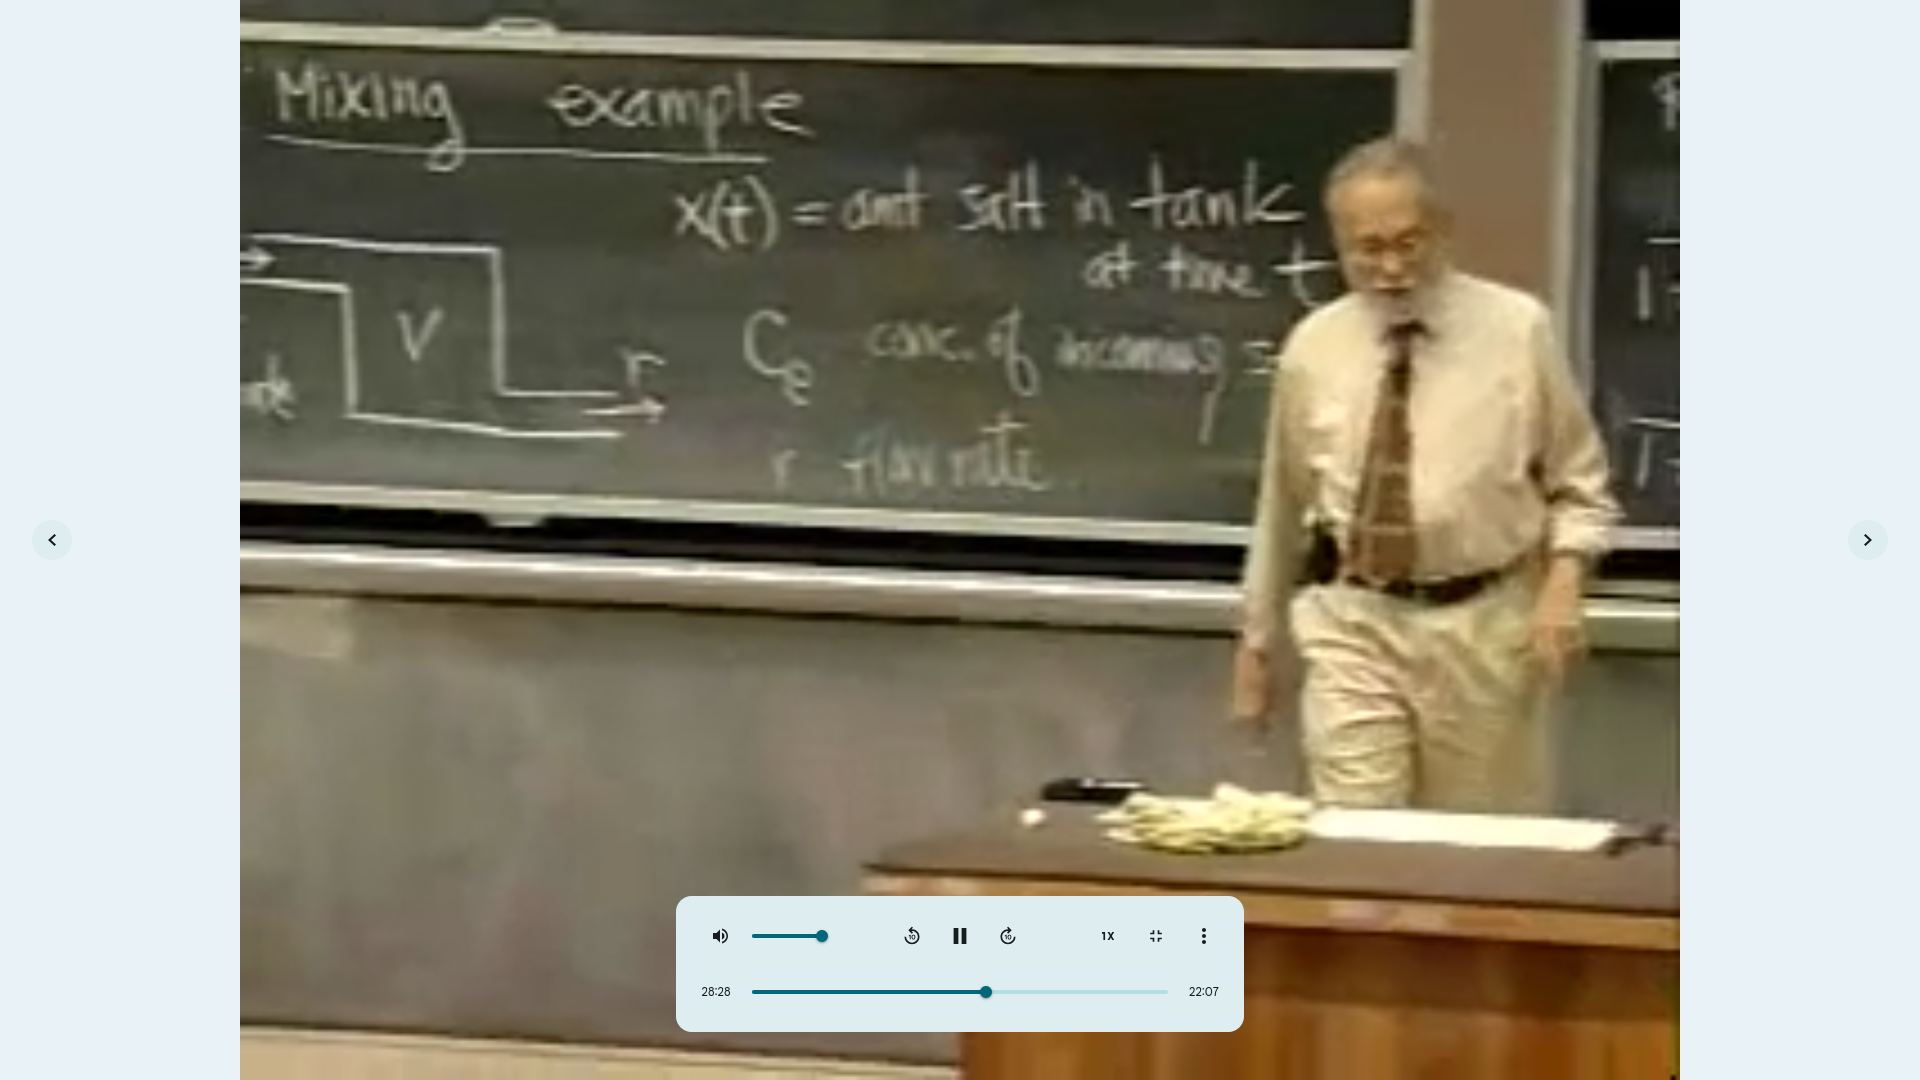 Mixing example
x(t) = amt salt in tank
at time t
V
r
Ce conc. of incoming
r flow rate
1X
28:28
22:07